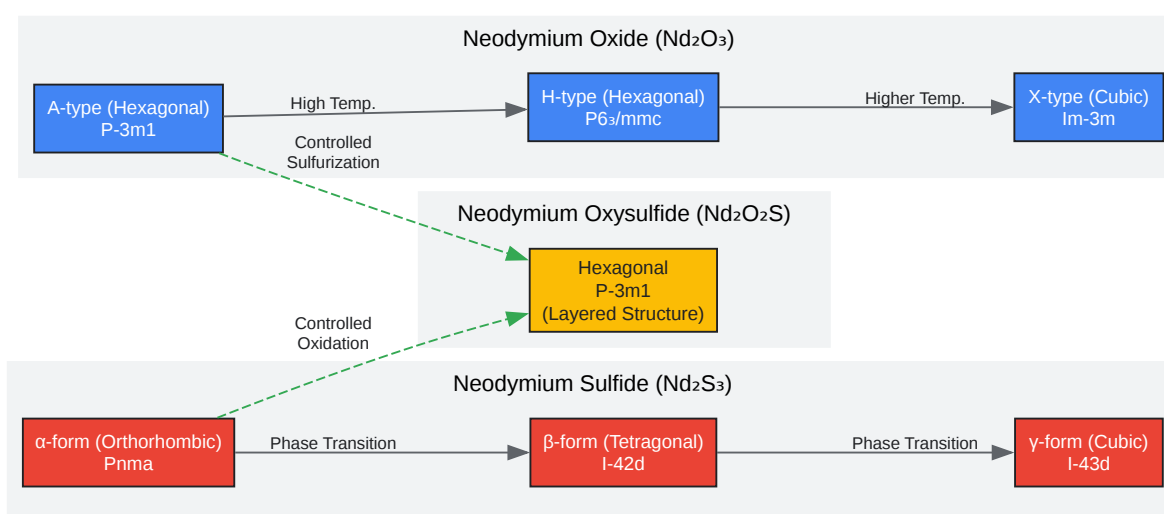 Neodymium Oxide (Nd₂O₃)
A-type (Hexagonal)
P-3m1
High Temp.
H-type (Hexagonal)
P6₃/mmc
Higher Temp.
X-type (Cubic)
Im-3m
Controlled
Sulfurization
Neodymium Oxysulfide (Nd₂O₂S)
Hexagonal
P-3m1
(Layered Structure)
Controlled
Oxidation
Neodymium Sulfide (Nd₂S₃)
α-form (Orthorhombic)
Pnma
Phase Transition
β-form (Tetragonal)
I-42d
Phase Transition
γ-form (Cubic)
I-43d